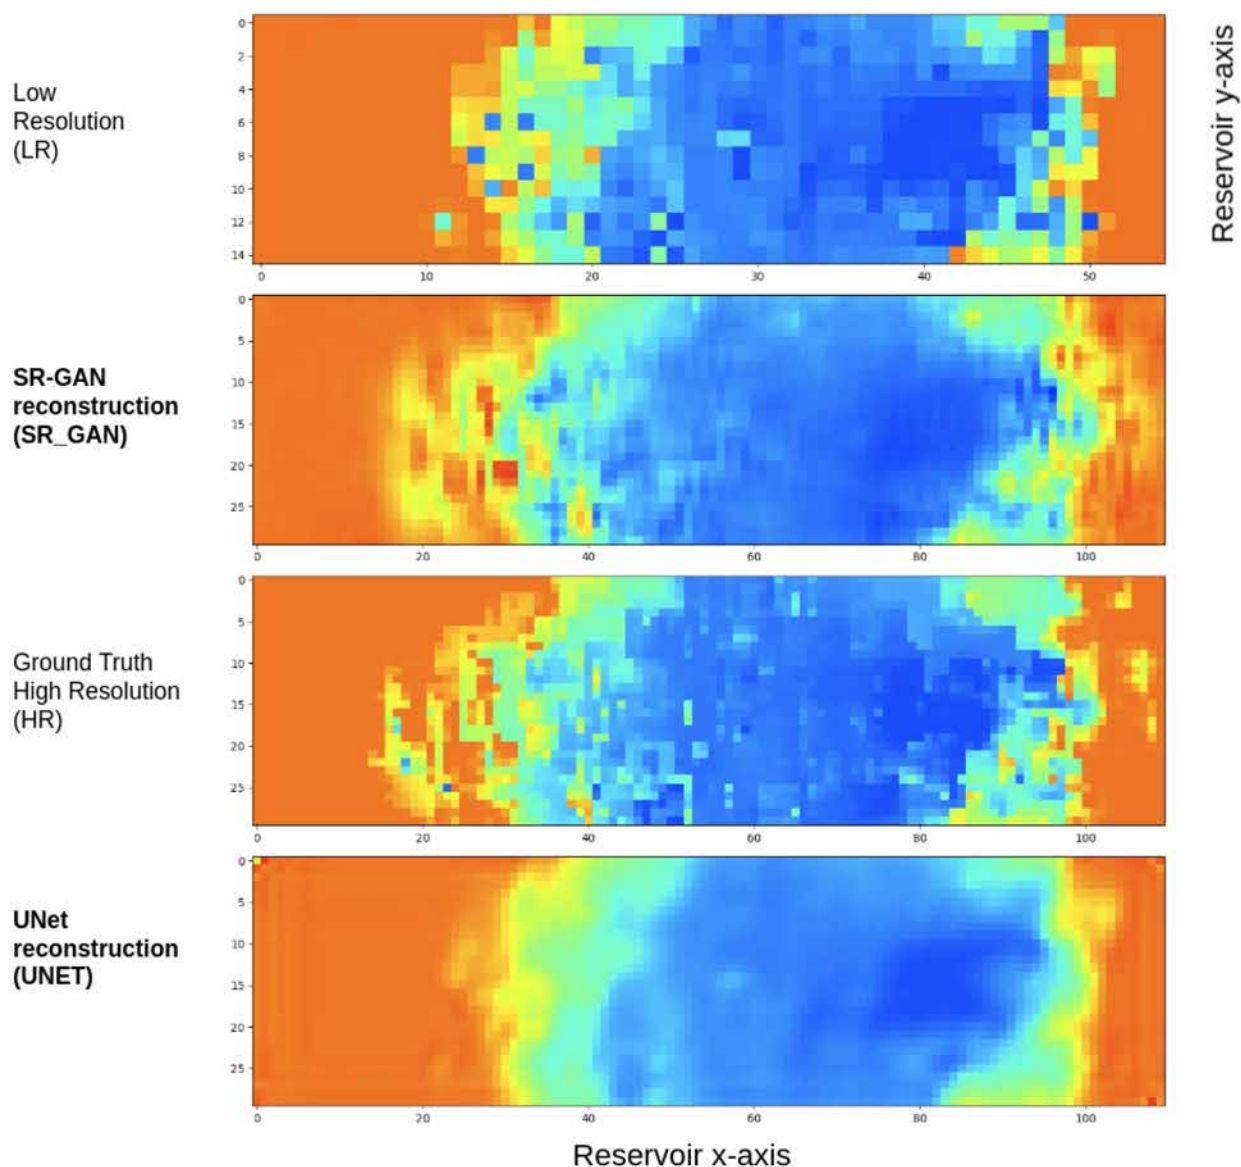 Low
Resolution
(LR)
0
2
4
6
8
10
12
14
0 10 20 30 40 50
Reservoir y-axis
SR-GAN
reconstruction
(SR_GAN)
0
5
10
15
20
25
0 20 40 60 80 100
Ground Truth
High Resolution
(HR)
0
5
10
15
20
25
0 20 40 60 80 100
UNet
reconstruction
(UNET)
0
5
10
15
20
25
0 20 40 60 80 100
Reservoir x-axis